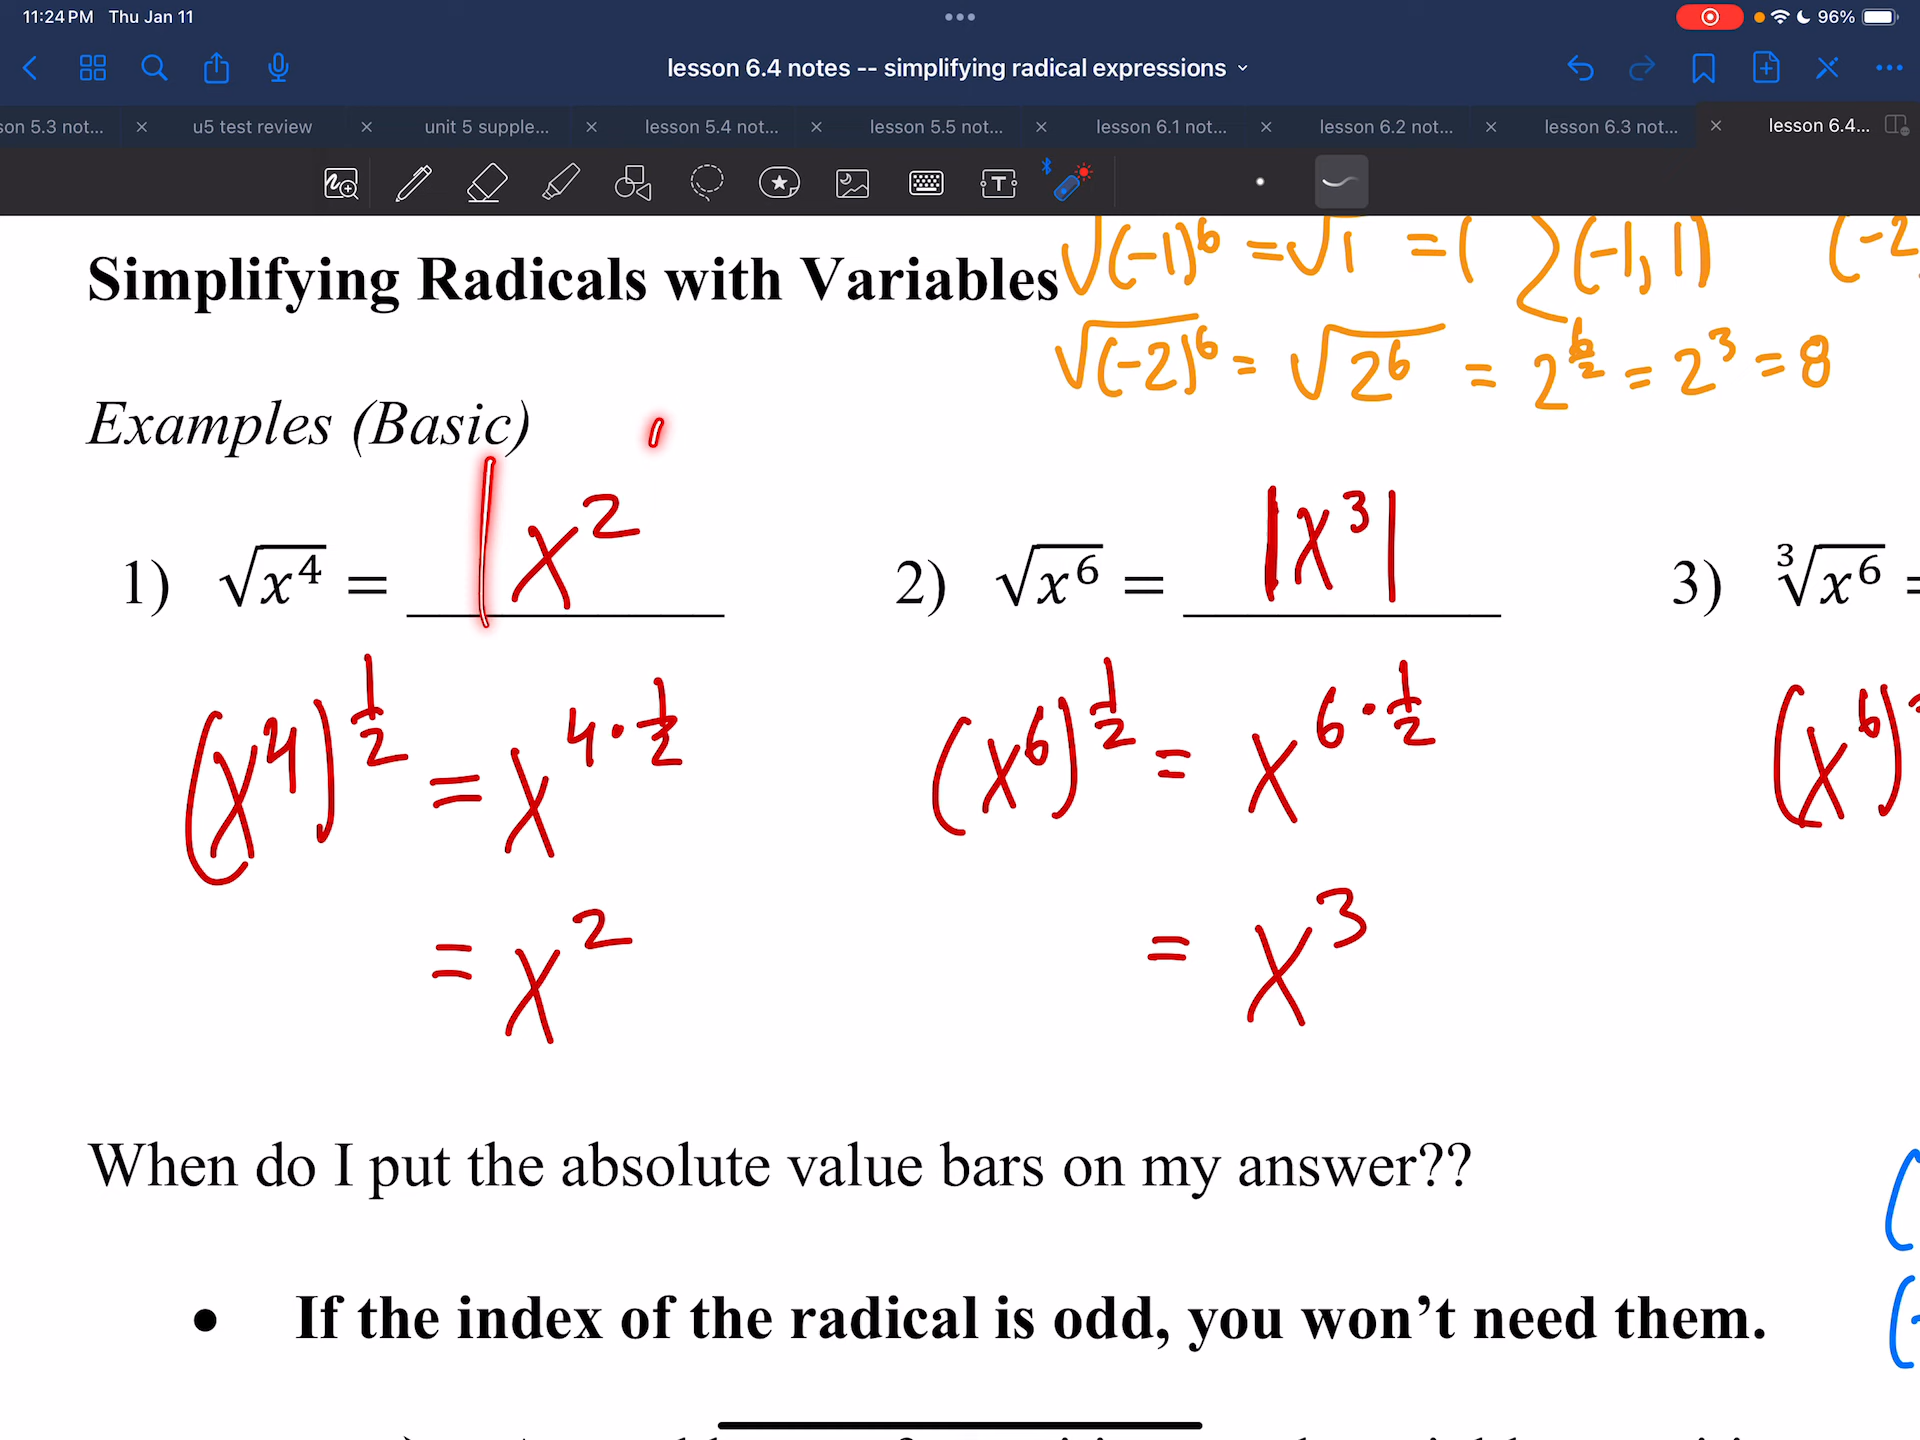 11:24 PM Thu Jan 11
96%
lesson 6.4 notes -- simplifying radical expressions
son 5.3 not... u5 test review unit 5 supple... lesson 5.4 not... lesson 5.5 not... lesson 6.1 not... lesson 6.2 not... lesson 6.3 not... lesson 6.4...
√(-1)⁶ = √1 = ( (-1, 1) (-2
Simplifying Radicals with Variables
√(-2)⁶ = √2⁶ = 2^(6/2) = 2³ = 8
Examples (Basic)
1) √x⁴ = |x² 2) √x⁶ = |x³| 3) ³√x⁶ =
(x⁴)^(1/2) = x^(4·1/2) (x⁶)^(1/2) = x^(6·1/2) (x⁶)
= x² = x³
When do I put the absolute value bars on my answer??
• If the index of the radical is odd, you won’t need them.